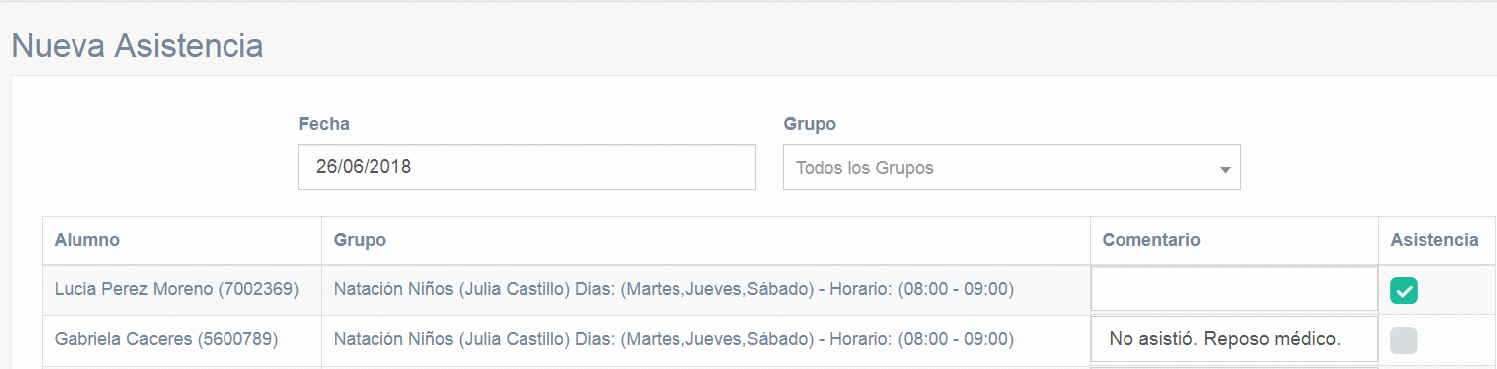 Nueva Asistencia
Fecha Grupo
26/06/2018 Todos los Grupos
Alumno Grupo Comentario Asistencia
Lucia Perez Moreno (7002369) Natación Niños (Julia Castillo) Dias: (Martes,Jueves,Sábado) - Horario: (08:00 - 09:00)
Gabriela Caceres (5600789) Natación Niños (Julia Castillo) Dias: (Martes,Jueves,Sábado) - Horario: (08:00 - 09:00) No asistió. Reposo médico.